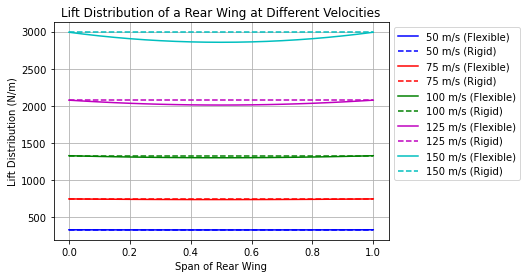 Lift Distribution of a Rear Wing at Different Velocities
3000
2500
2000
1500
1000
500
Lift Distribution (N/m)
0.0 0.2 0.4 0.6 0.8 1.0
Span of Rear Wing
50 m/s (Flexible)
50 m/s (Rigid)
75 m/s (Flexible)
75 m/s (Rigid)
100 m/s (Flexible)
100 m/s (Rigid)
125 m/s (Flexible)
125 m/s (Rigid)
150 m/s (Flexible)
150 m/s (Rigid)